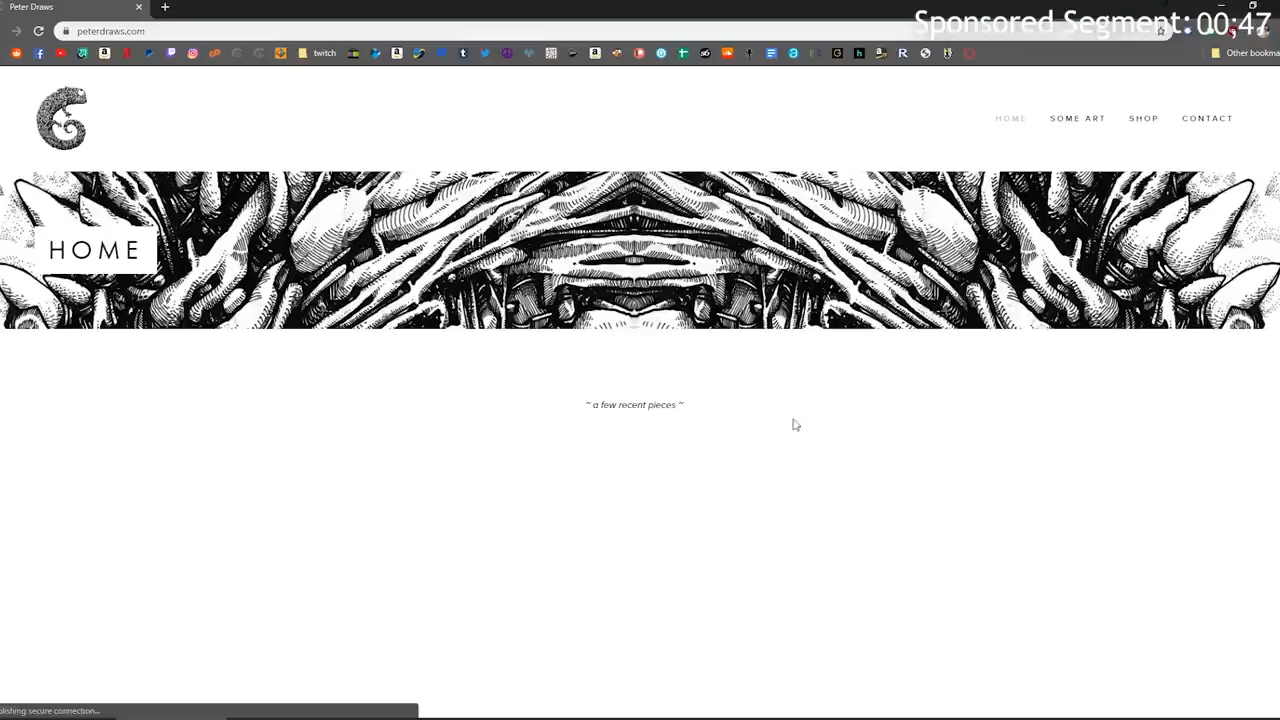 Peter Draws
Sponsored Segment: 00:47
peterdraws.com
twitch
Other bookma
HOME
SOME ART
SHOP
CONTACT
HOME
~ a few recent pieces ~
blishing secure connection...